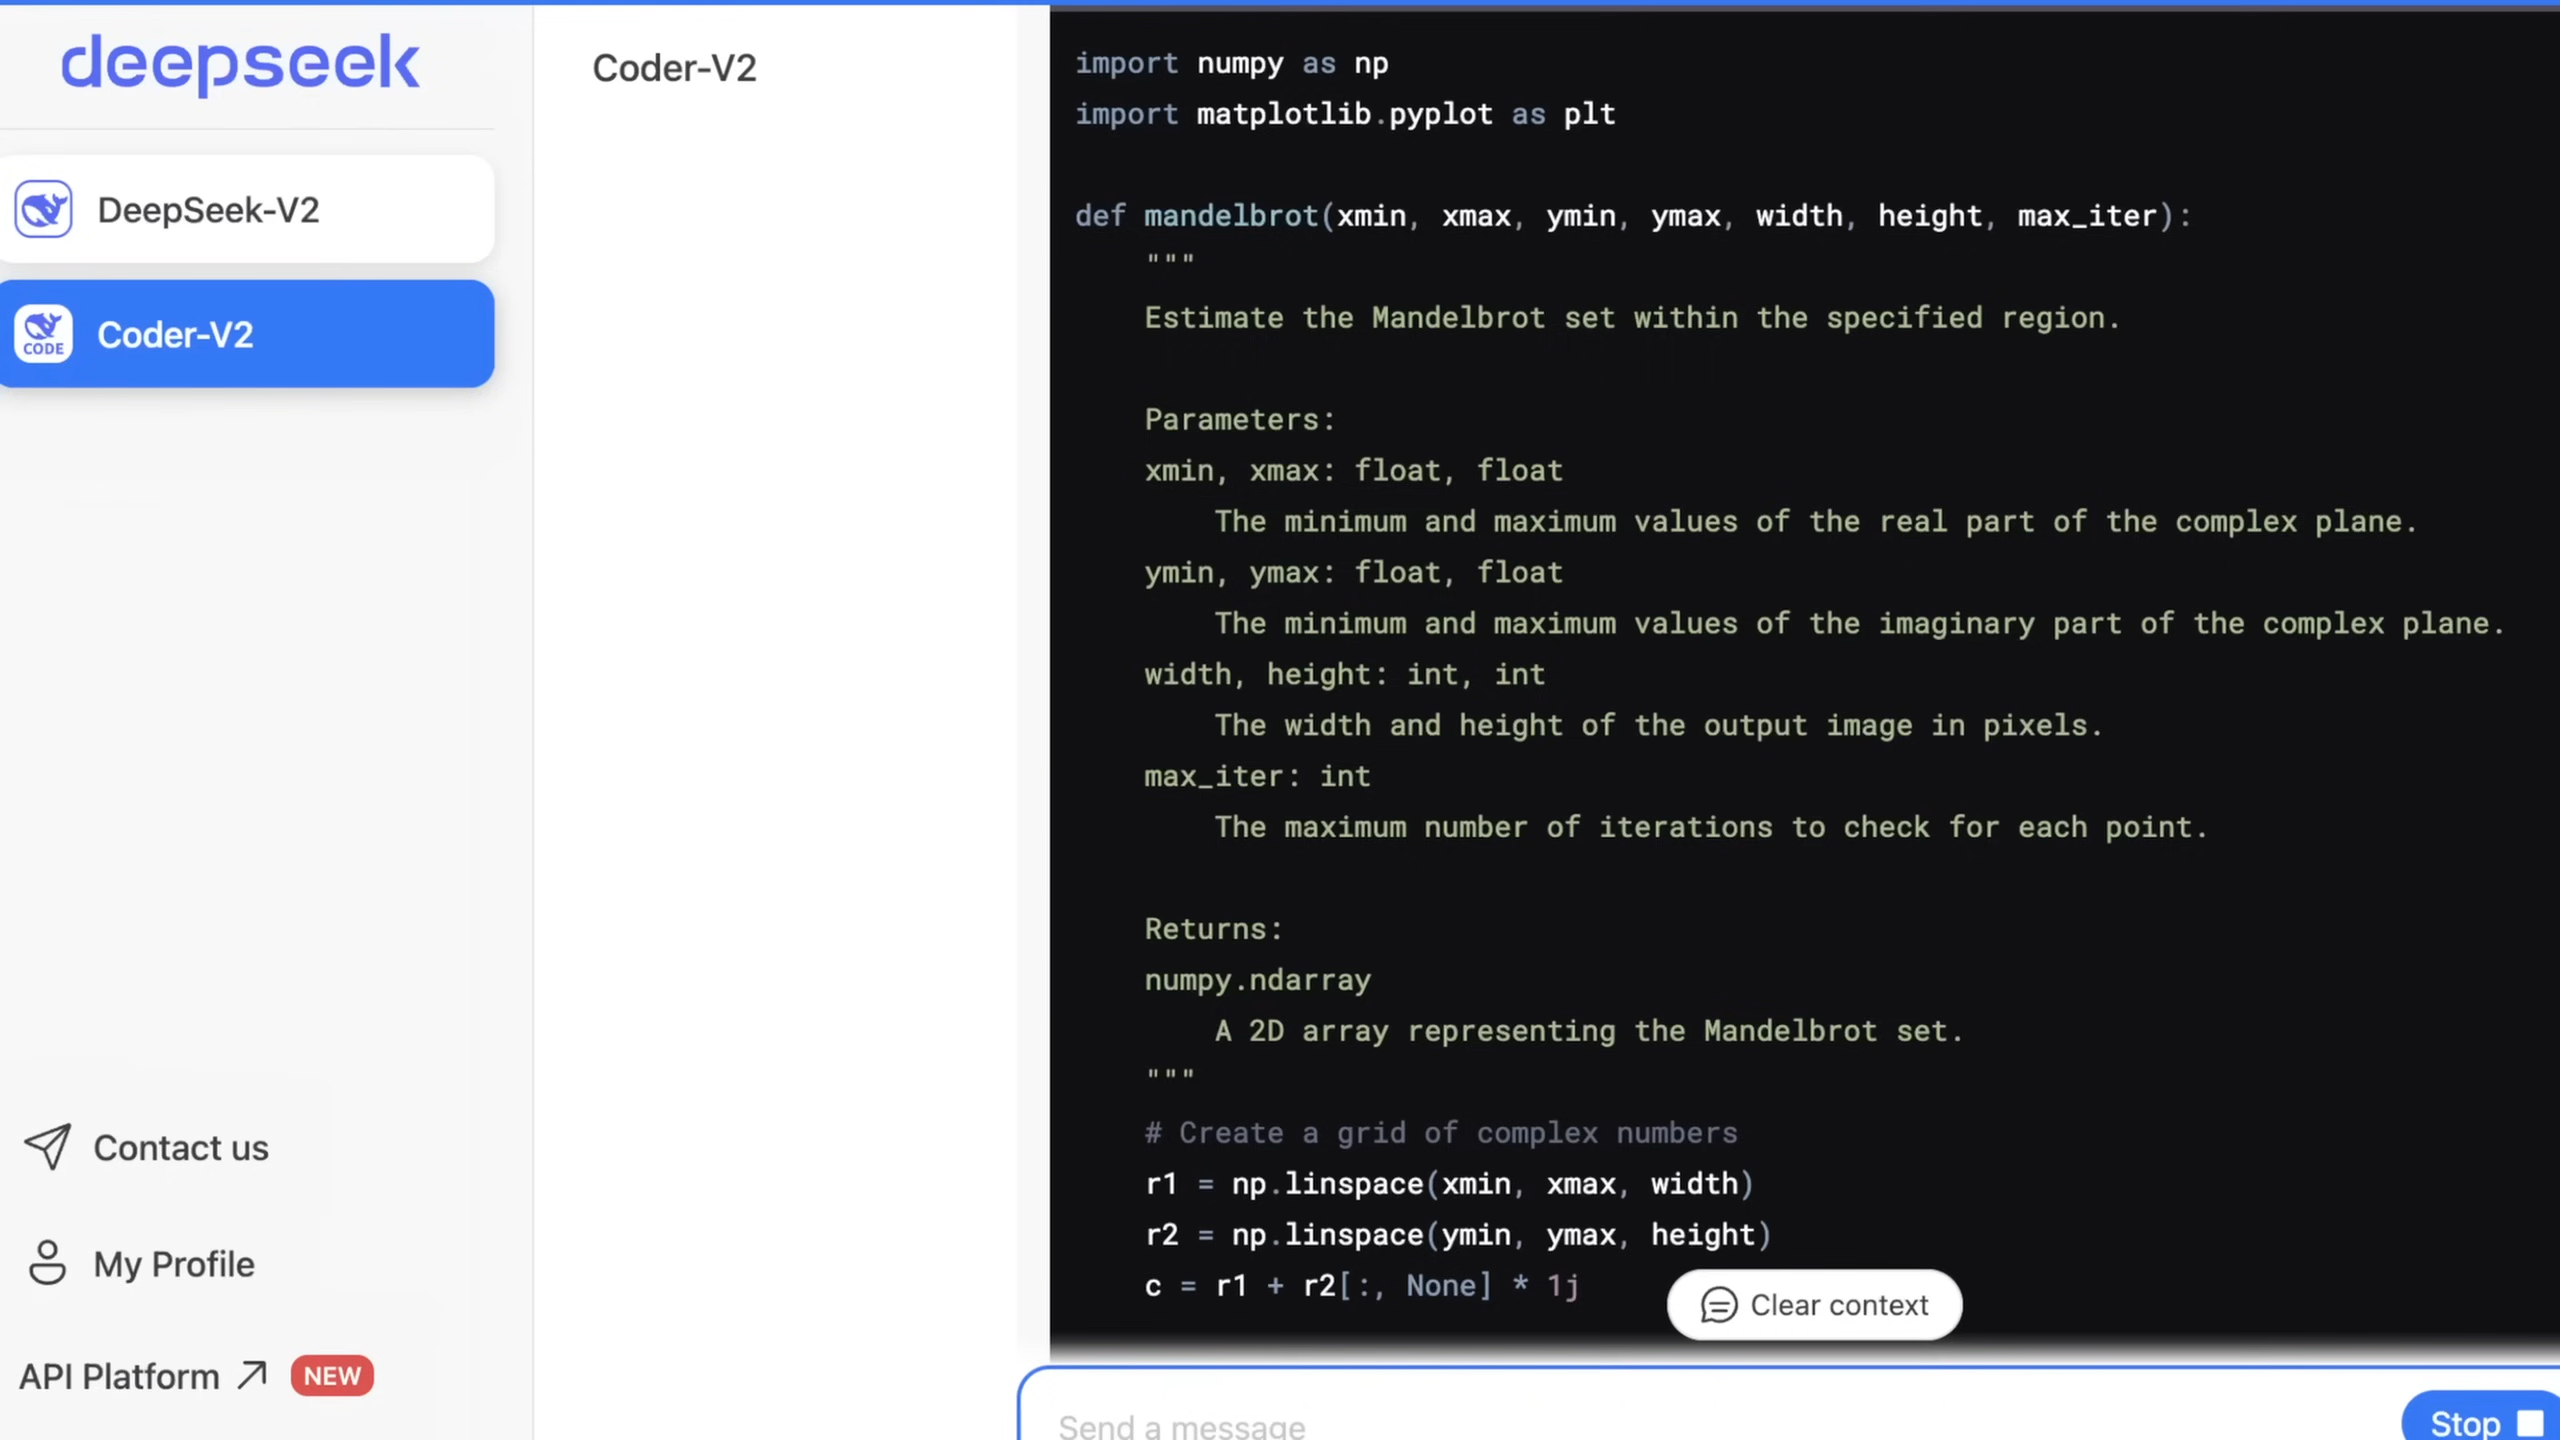 deepseek
DeepSeek-V2
CODE
Coder-V2
Contact us
My Profile
API Platform
NEW
Coder-V2
import numpy as np
import matplotlib.pyplot as plt
def mandelbrot(xmin, xmax, ymin, ymax, width, height, max_iter):
"""
Estimate the Mandelbrot set within the specified region.
Parameters:
xmin, xmax: float, float
The minimum and maximum values of the real part of the complex plane.
ymin, ymax: float, float
The minimum and maximum values of the imaginary part of the complex plane.
width, height: int, int
The width and height of the output image in pixels.
max_iter: int
The maximum number of iterations to check for each point.
Returns:
numpy.ndarray
A 2D array representing the Mandelbrot set.
"""
# Create a grid of complex numbers
r1 = np.linspace(xmin, xmax, width)
r2 = np.linspace(ymin, ymax, height)
c = r1 + r2[:, None] * 1j
Clear context
Send a message
Stop